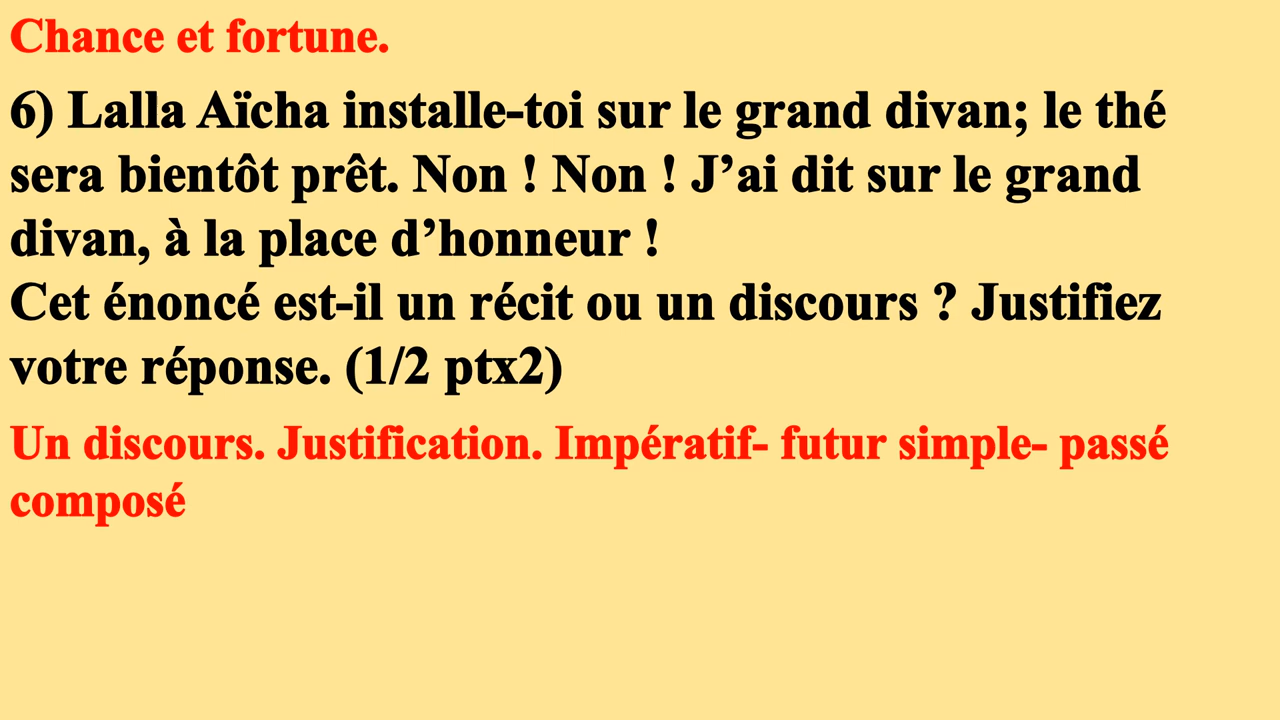 Chance et fortune.
6) Lalla Aïcha installe-toi sur le grand divan; le thé
sera bientôt prêt. Non ! Non ! J’ai dit sur le grand
divan, à la place d’honneur !
Cet énoncé est-il un récit ou un discours ? Justifiez
votre réponse. (1/2 ptx2)
Un discours. Justification. Impératif- futur simple- passé
composé